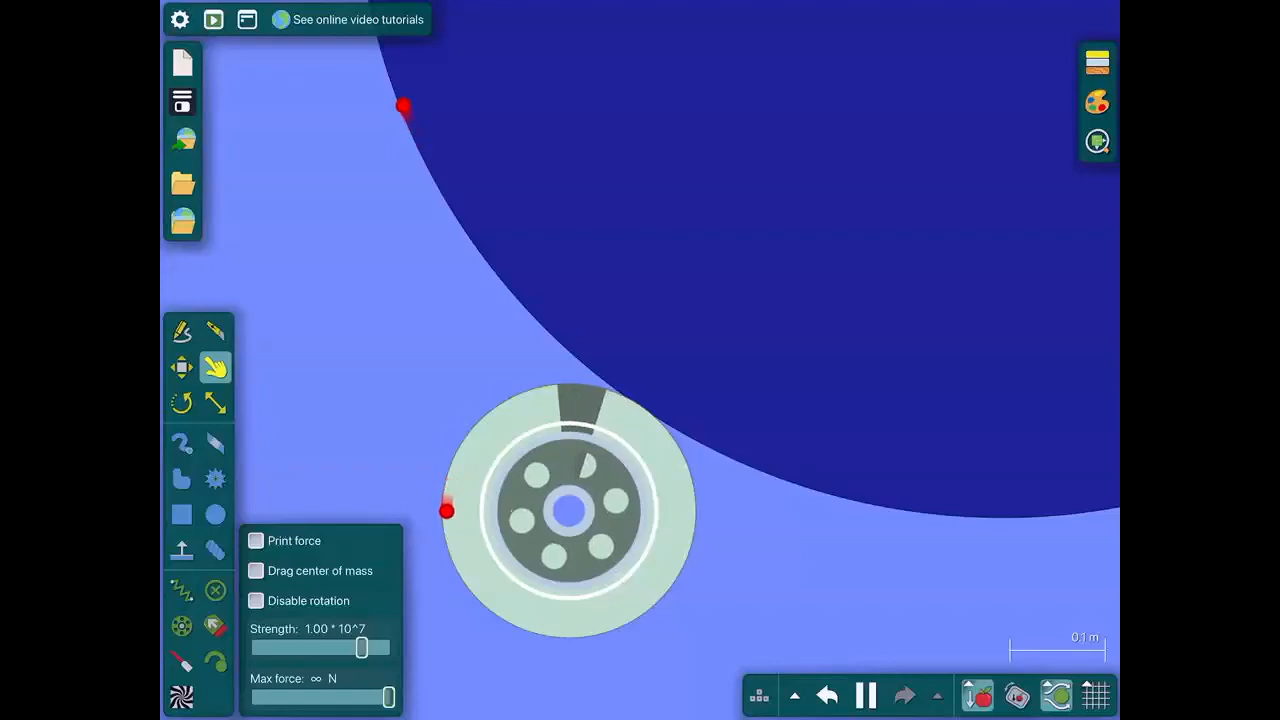 See online video tutorials
Print force
Drag center of mass
Disable rotation
Strength: 1.00 * 10^7
Max force: ∞ N
0.1 m